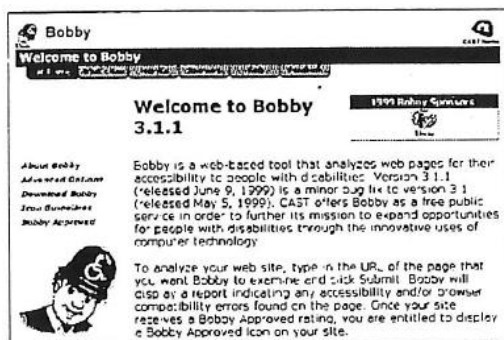 Bobby
Welcome to Bobby
Welcome to Bobby
3.1.1
1999 Bobby Sponsors
About Bobby
Advanced Options
Download Bobby
Icon Guidelines
Bobby Approved
Bobby is a web-based tool that analyzes web pages for their
accessibility to people with disabilities. Version 3.1.1
(released June 9, 1999) is a minor bug fix to version 3.1
(released May 5, 1999). CAST offers Bobby as a free public
service in order to further its mission to expand opportunities
for people with disabilities through the innovative uses of
computer technology
To analyze your web site, type in the URL of the page that
you want Bobby to examine and click Submit. Bobby will
display a report indicating any accessibility and/or browser
compatibility errors found on the page. Once your site
receives a Bobby Approved rating, you are entitled to display
a Bobby Approved icon on your site.